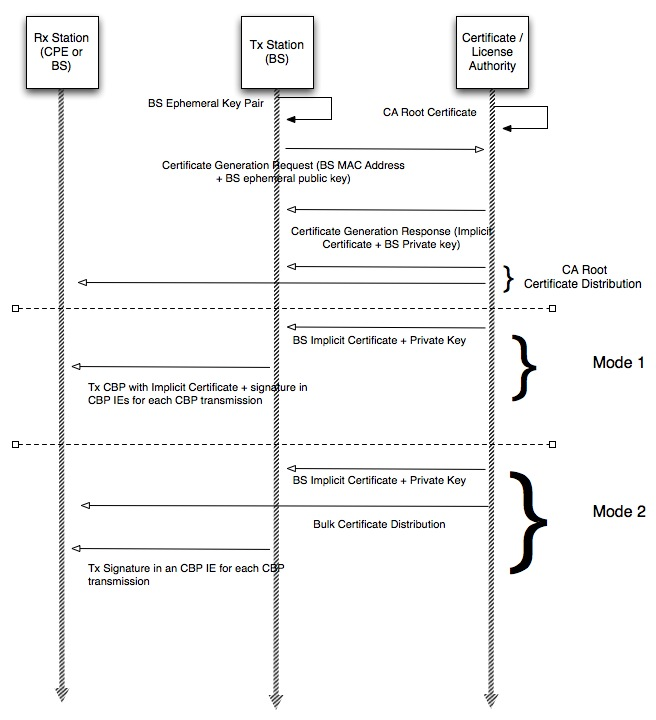 Rx Station
(CPE or
BS)
Tx Station
(BS)
Certificate /
License
Authority
BS Ephemeral Key Pair
CA Root Certificate
Certificate Generation Request (BS MAC Address
+ BS ephemeral public key)
Certificate Generation Response (Implicit
Certificate + BS Private key)
CA Root
Certificate Distribution
BS Implicit Certificate + Private Key
Mode 1
Tx CBP with Implicit Certificate + signature in
CBP IEs for each CBP transmission
BS Implicit Certificate + Private Key
Mode 2
Bulk Certificate Distribution
Tx Signature in an CBP IE for each CBP
transmission